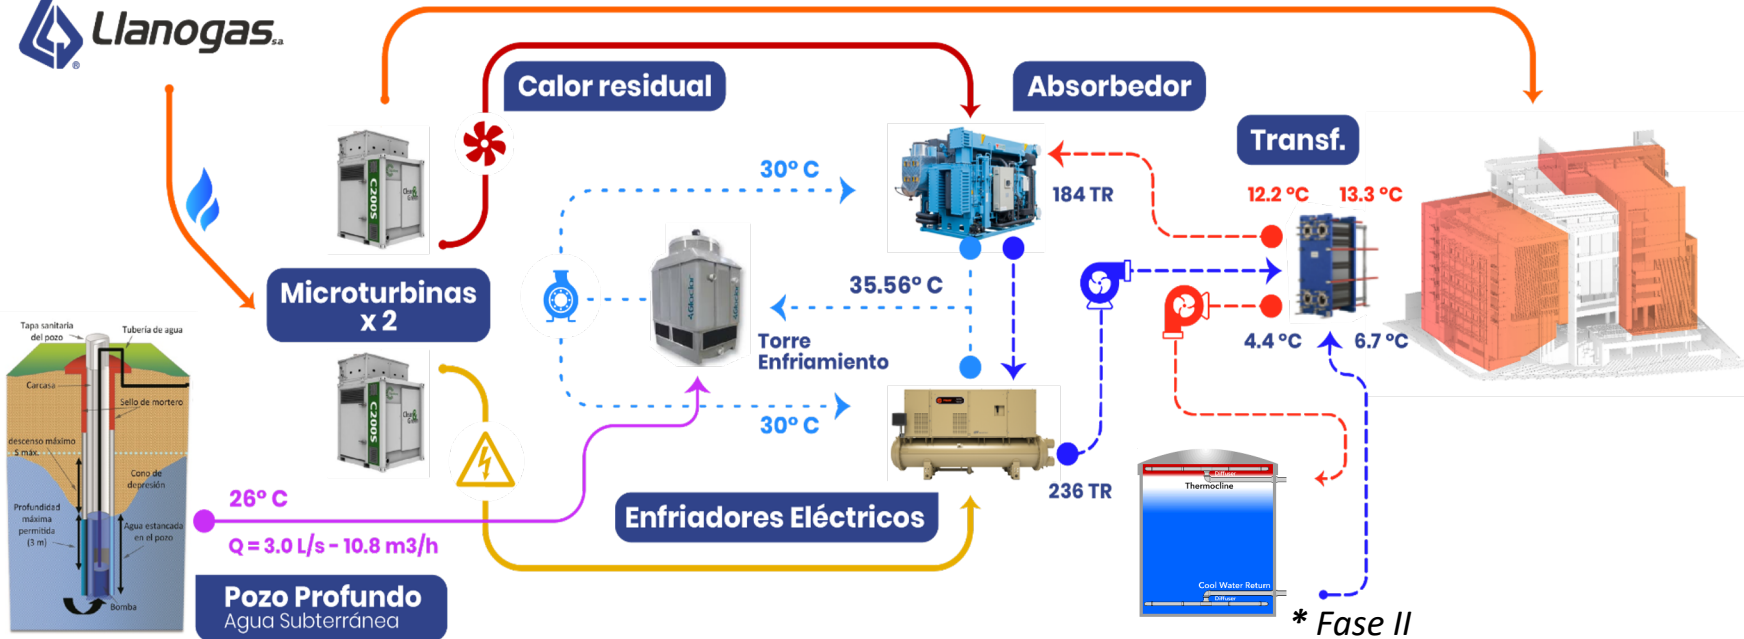 Llanogas sa
®
Calor residual
Absorbedor
Transf.
30° C
184 TR
12.2 °C
13.3 °C
C200S
Microturbinas
x 2
35.56° C
Torre
Enfriamiento
4.4 °C
6.7 °C
30° C
C200S
Tapa sanitaria
del pozo
Tubería de agua
Carcasa
Sello de mortero
descenso máximo
S máx.
Cono de
depresión
Profundidad
máxima
permitida
(3 m)
Agua estancada
en el pozo
Bomba
26° C
Q = 3.0 L/s - 10.8 m3/h
Pozo Profundo
Agua Subterránea
Enfriadores Eléctricos
236 TR
Diffuser
Thermocline
Cool Water Return
Diffuser
* Fase II